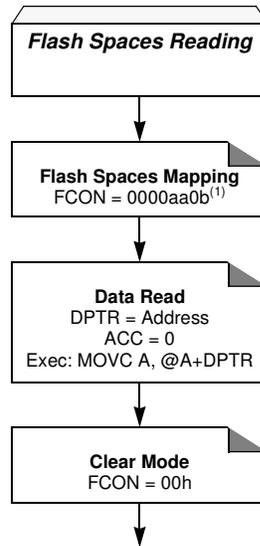 Flash Spaces Reading
Flash Spaces Mapping
FCON = 0000aa0b(1)
Data Read
DPTR = Address
ACC = 0
Exec: MOVC A, @A+DPTR
Clear Mode
FCON = 00h